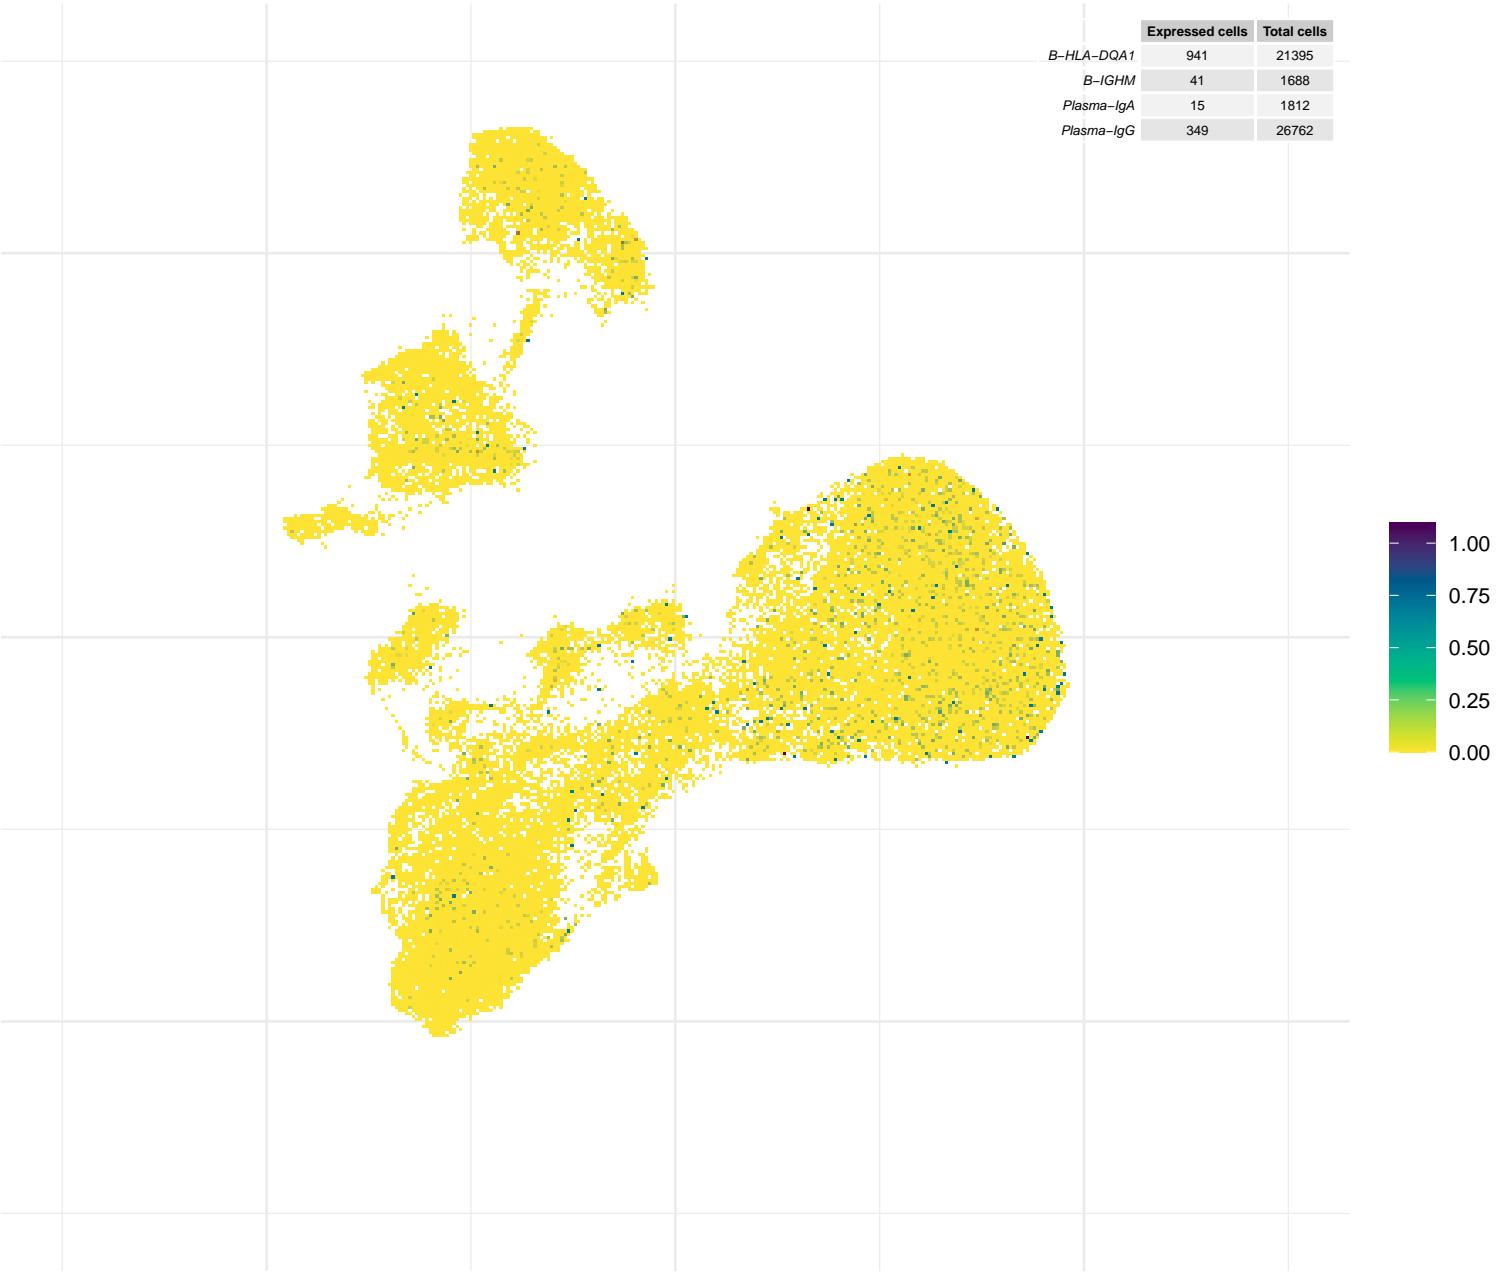 Expressed cells Total cells
B–HLA–DQA1 941 21395
B–IGHM 41 1688
Plasma–IgA 15 1812
Plasma–IgG 349 26762
1.00
0.75
0.50
0.25
0.00